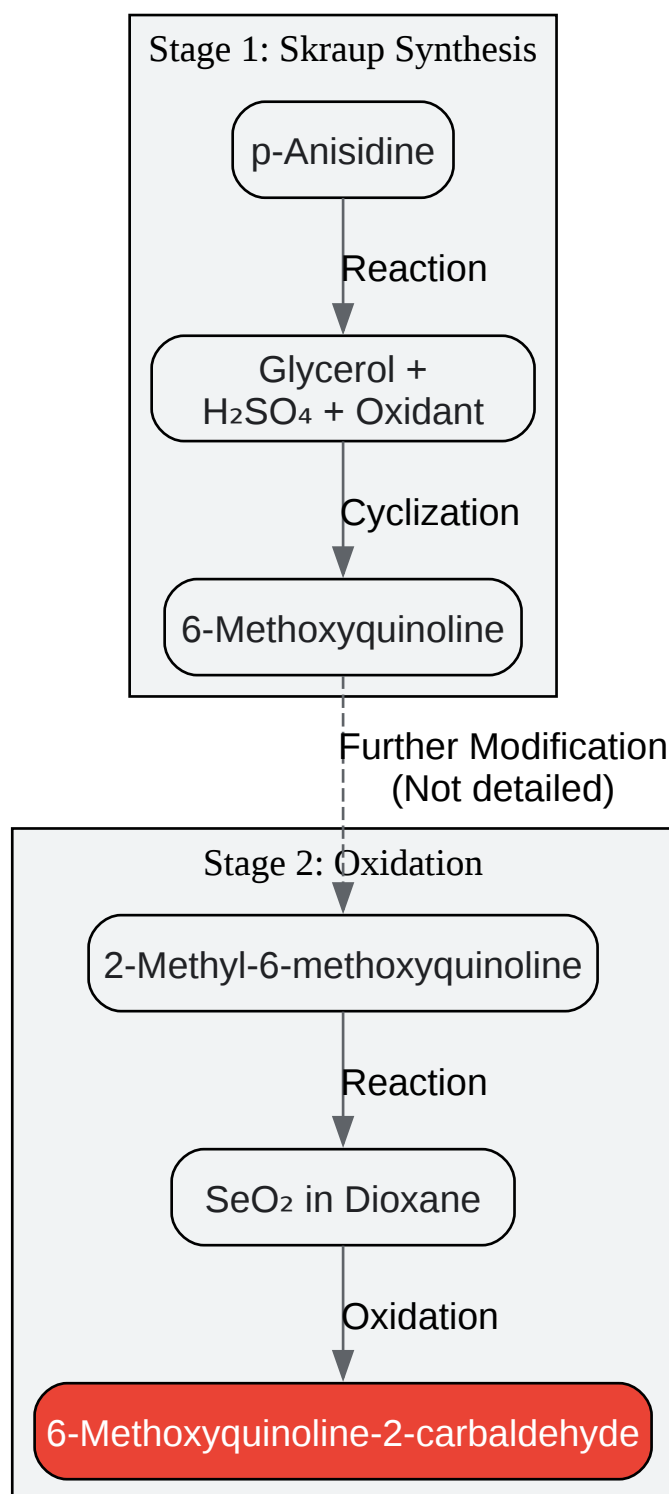 Stage 1: Skraup Synthesis
p-Anisidine
Reaction
Glycerol +
H₂SO₄ + Oxidant
Cyclization
6-Methoxyquinoline
Further Modification
(Not detailed)
Stage 2: Oxidation
2-Methyl-6-methoxyquinoline
Reaction
SeO₂ in Dioxane
Oxidation
6-Methoxyquinoline-2-carbaldehyde